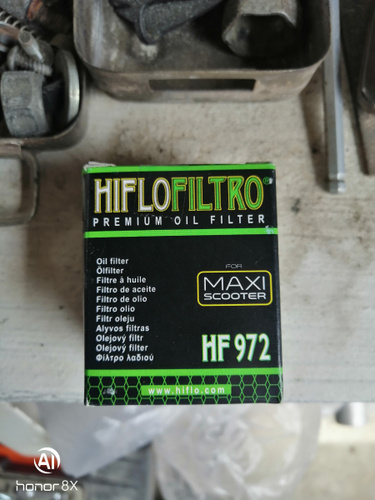 HIFLOFILTRO®
PREMIUM OIL FILTER
Oil filter
Ölfilter
Filtre à huile
Filtro de aceite
Filtro de olio
Filtro olio
Filtr oleju
Alyvos filtras
Olejový filtr
Olejový filter
Φίλτρο λαδιού
FOR
MAXI
SCOOTER
HF 972
www.hiflo.com
AI
honor 8X